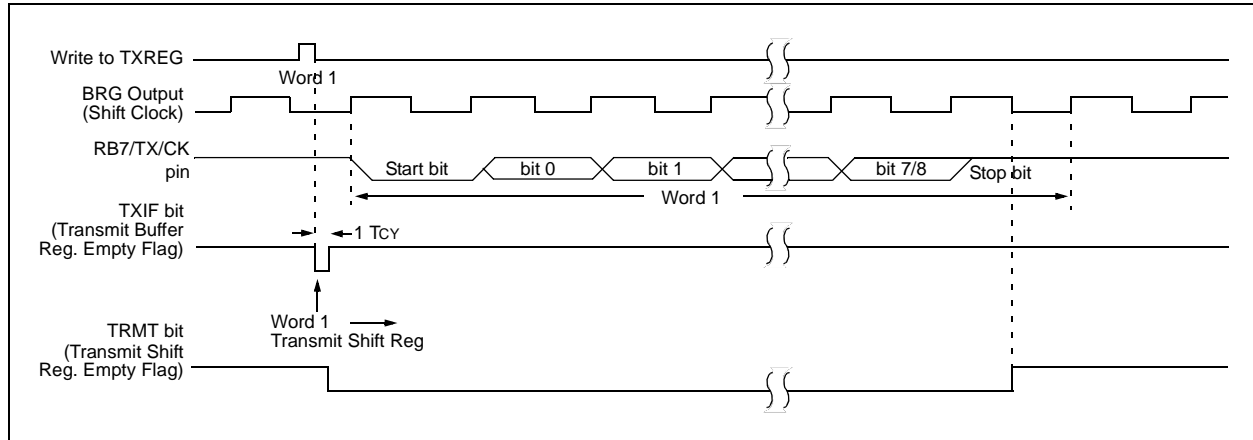 Write to TXREG
Word 1
BRG Output
(Shift Clock)
RB7/TX/CK
pin
Start bit
bit 0
bit 1
bit 7/8
Stop bit
Word 1
TXIF bit
(Transmit Buffer
Reg. Empty Flag)
1 TCY
Word 1
Transmit Shift Reg
TRMT bit
(Transmit Shift
Reg. Empty Flag)